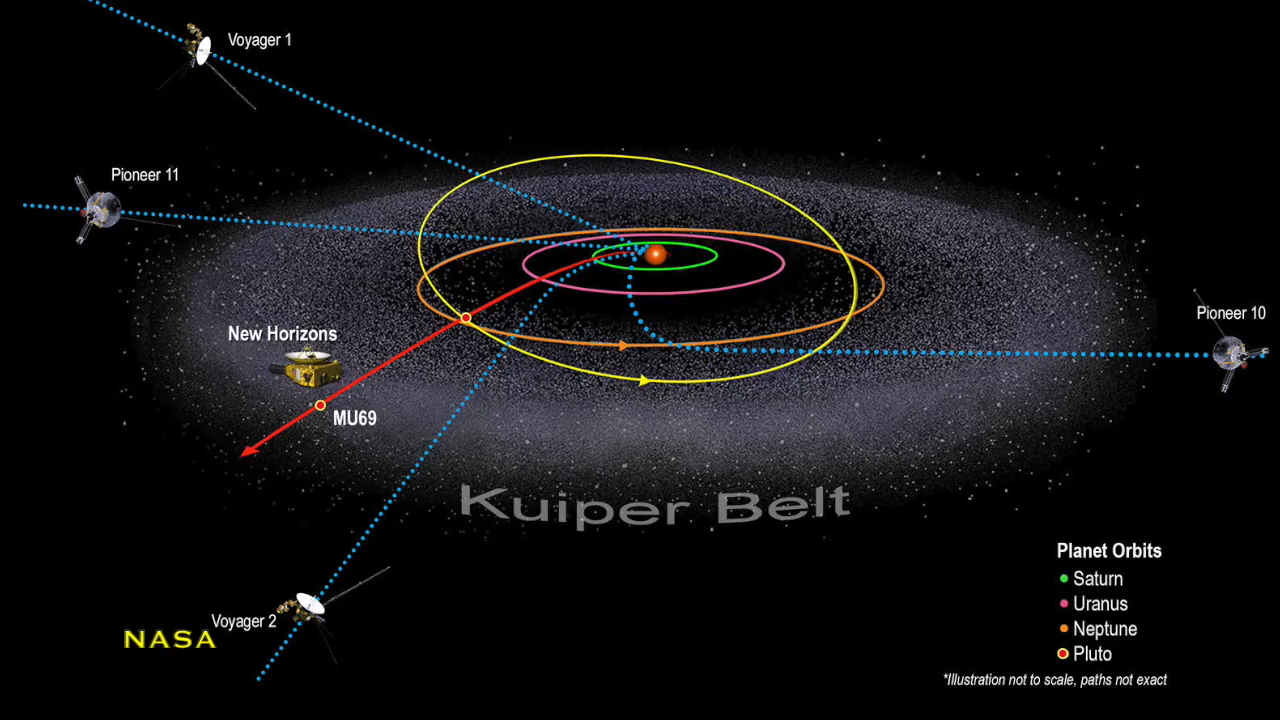 Voyager 1
Pioneer 11
Pioneer 10
New Horizons
MU69
Kuiper Belt
Voyager 2
NASA
Planet Orbits
Saturn
Uranus
Neptune
Pluto
*Illustration not to scale, paths not exact